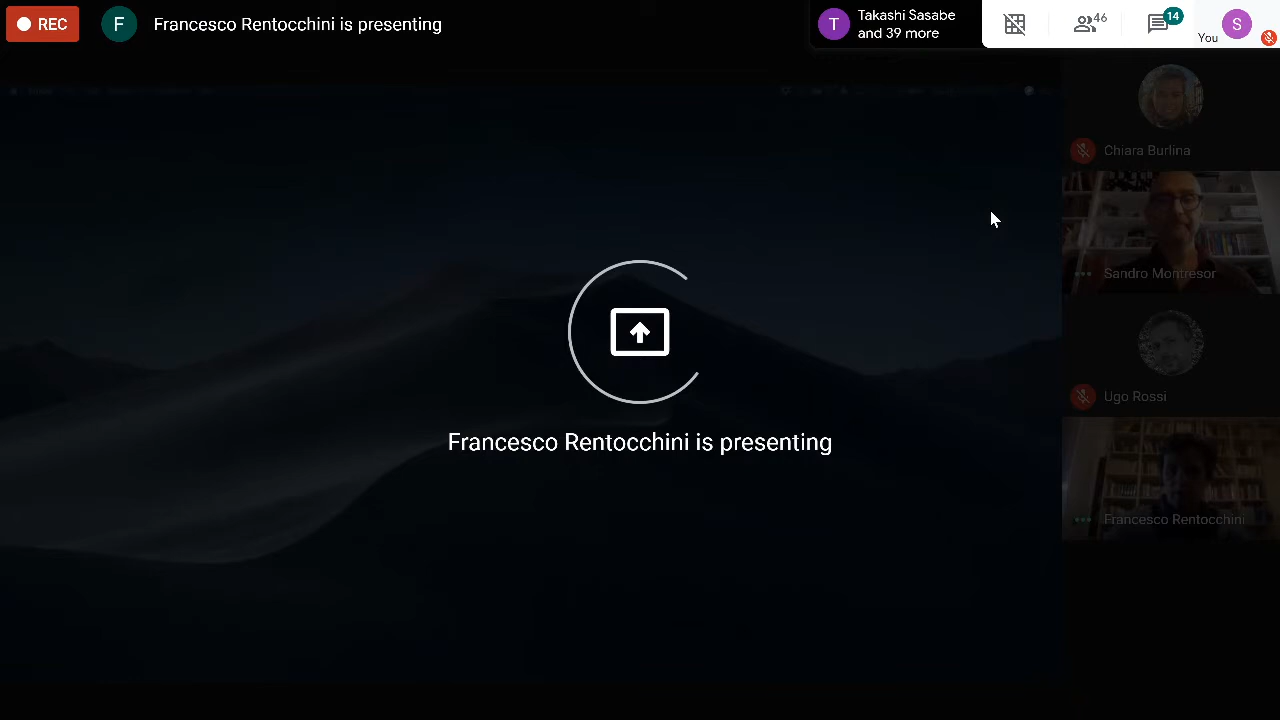 REC
F
Francesco Rentocchini is presenting
T
Takashi Sasabe
and 39 more
46
14
You
S
Chiara Burlina
Sandro Montresor
Ugo Rossi
Francesco Rentocchini
Francesco Rentocchini is presenting